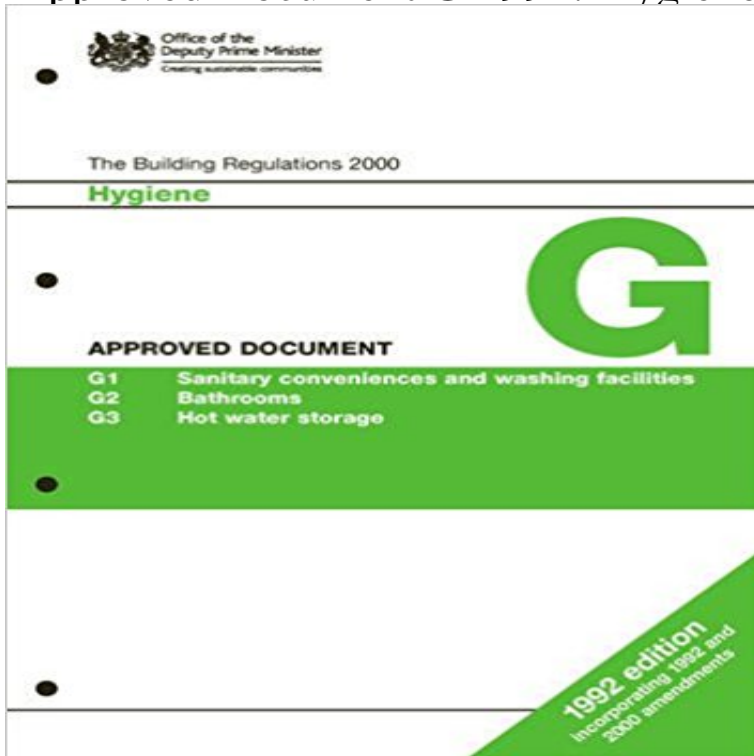 Office of the
Deputy Prime Minister
Creating sustainable communities
The Building Regulations 2000
Hygiene
G
APPROVED DOCUMENT
G1 Sanitary conveniences and washing facilities
G2 Bathrooms
G3 Hot water storage
1992 edition
incorporating 1992 and
2000 amendments